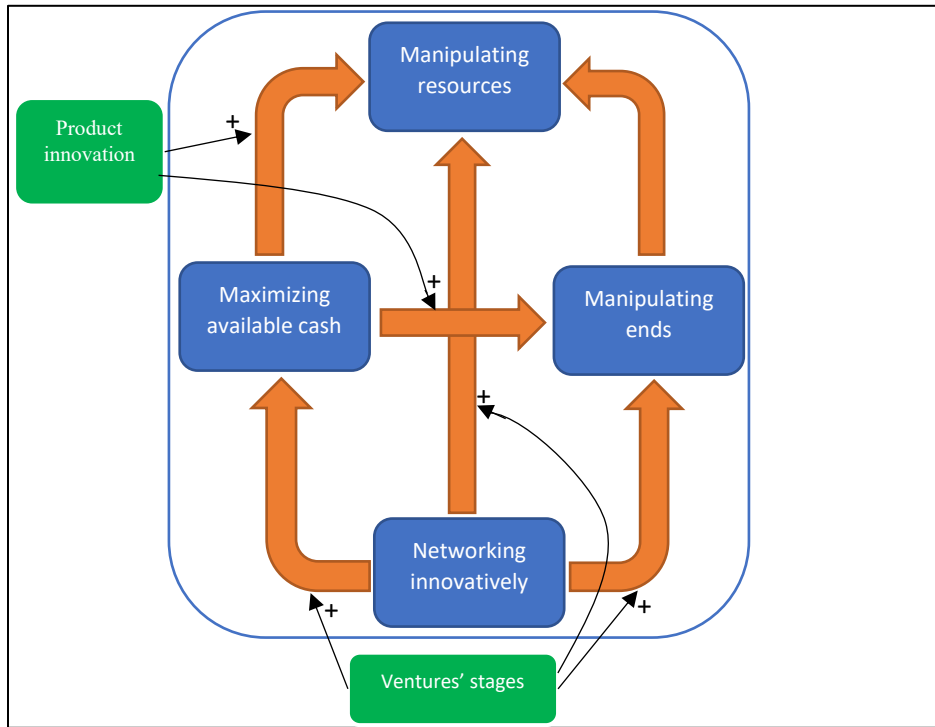 Manipulating
resources
Product
innovation
+
+
Maximizing
available cash
Manipulating
ends
+
Networking
innovatively
+
+
Ventures’ stages